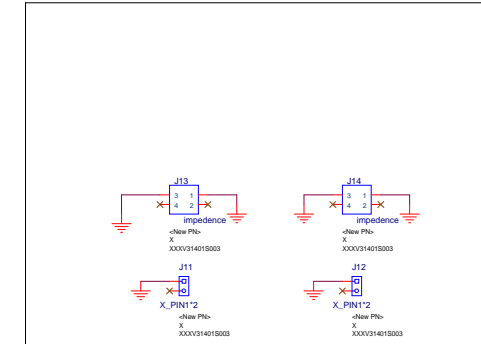 J13 J14
3 1 3 1
4 2 4 2
impedence impedence
<New PN> <New PN>
X X
XXXV31401S003 XXXV31401S003
J11 J12
X_PIN1*2 X_PIN1*2
<New PN> <New PN>
X X
XXXV31401S003 XXXV31401S003